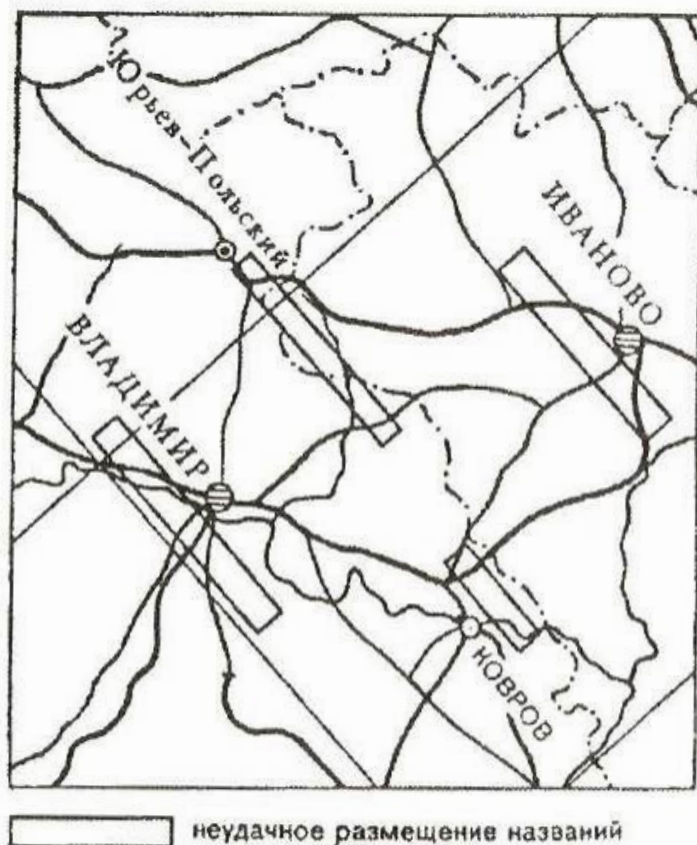 Юрьев-Польский
ИВАНОВО
ВЛАДИМИР
КОВРОВ
неудачное размещение названий